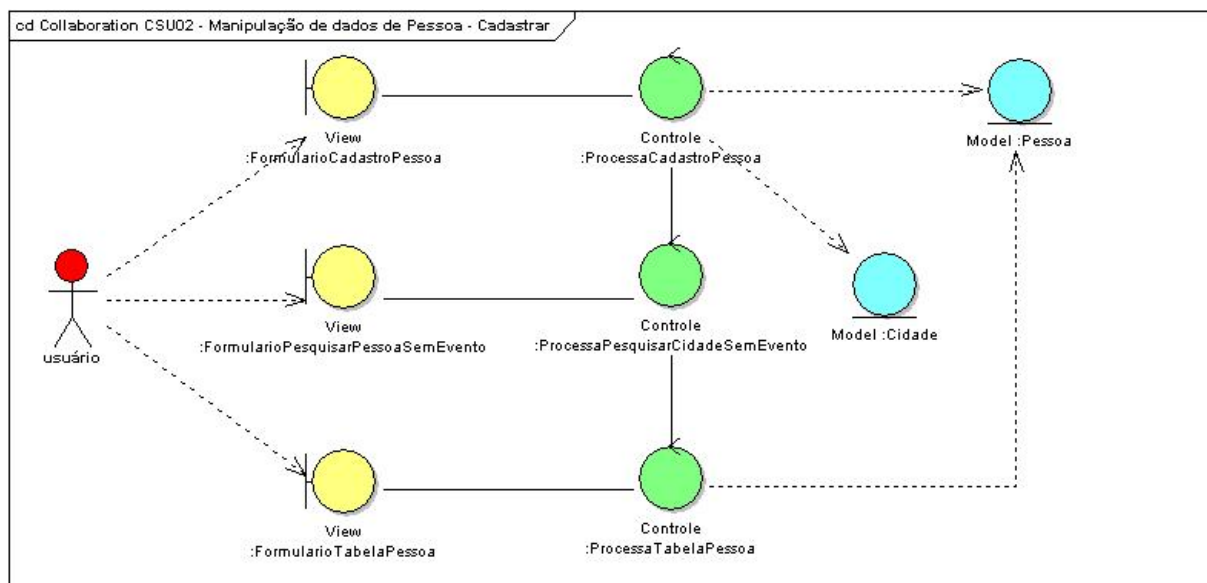 cd Collaboration CSU02 - Manipulação de dados de Pessoa - Cadastrar
View
:FormularioCadastroPessoa
Controle
:ProcessaCadastroPessoa
Model :Pessoa
usuário
View
:FormularioPesquisarPessoaSemEvento
Controle
:ProcessaPesquisarCidadeSemEvento
Model :Cidade
View
:FormularioTabelaPessoa
Controle
:ProcessaTabelaPessoa